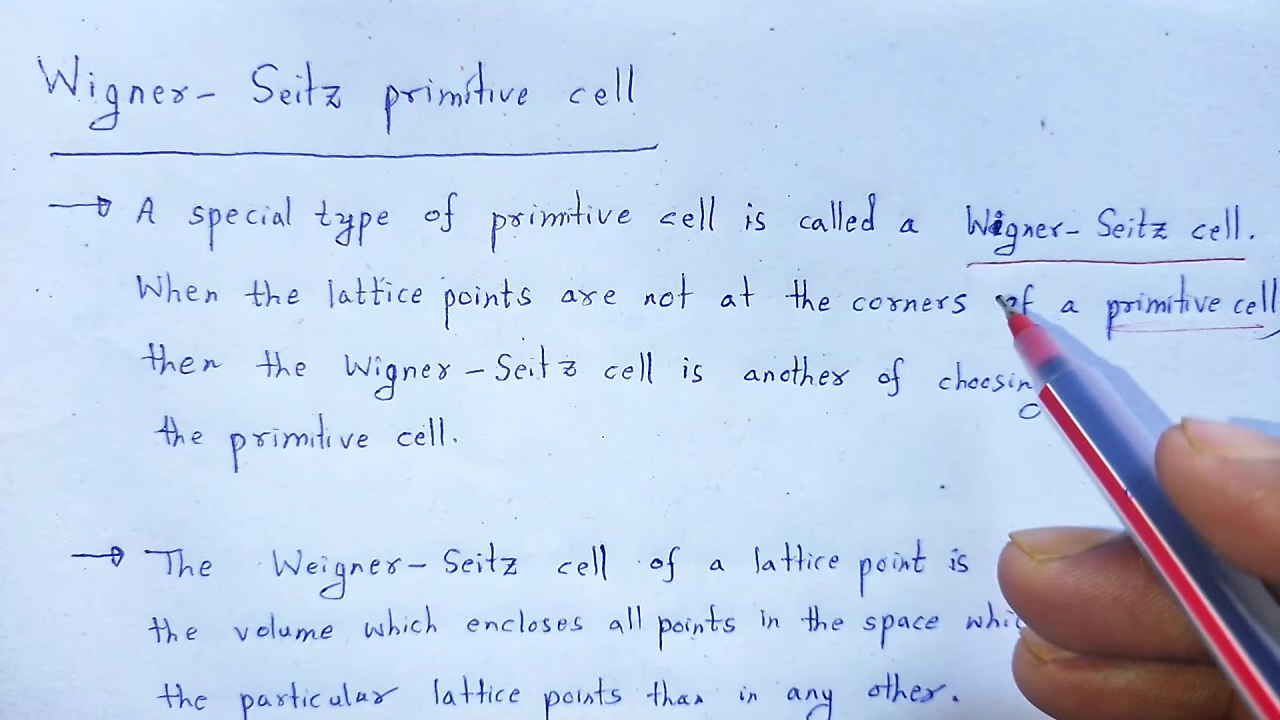 Wigner- Seitz primitive cell
→ A special type of primitive cell is called a Wigner- Seitz cell.
When the lattice points are not at the corners of a primitive cell
then the Wigner-Seitz cell is another of choosing
the primitive cell.
→ The Weigner-Seitz cell of a lattice point is
the volume which encloses all points in the space
the particular lattice points than in any other.